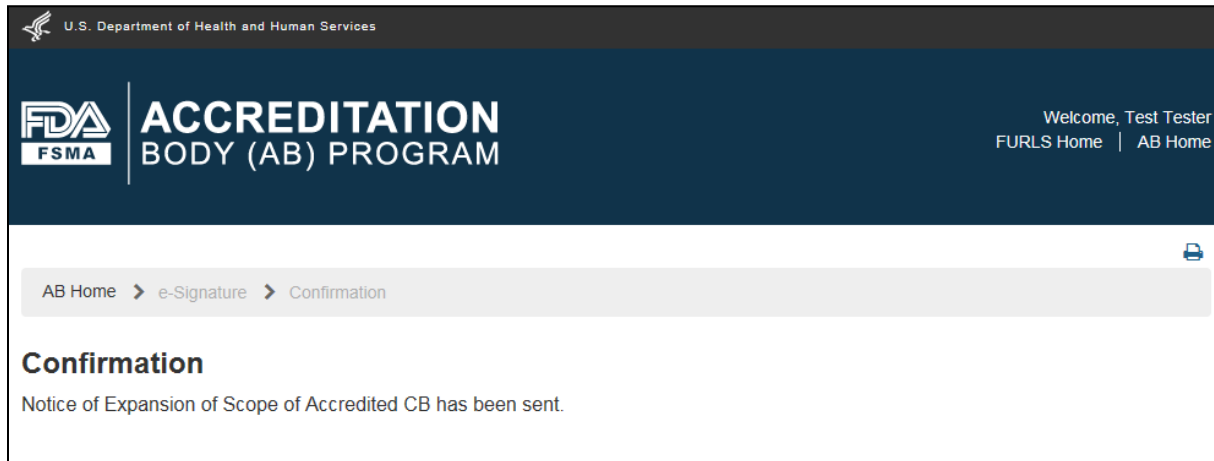 U.S. Department of Health and Human Services
FDA
FSMA
ACCREDITATION
BODY (AB) PROGRAM
Welcome, Test Tester
FURLS Home | AB Home
AB Home > e-Signature > Confirmation
Confirmation
Notice of Expansion of Scope of Accredited CB has been sent.